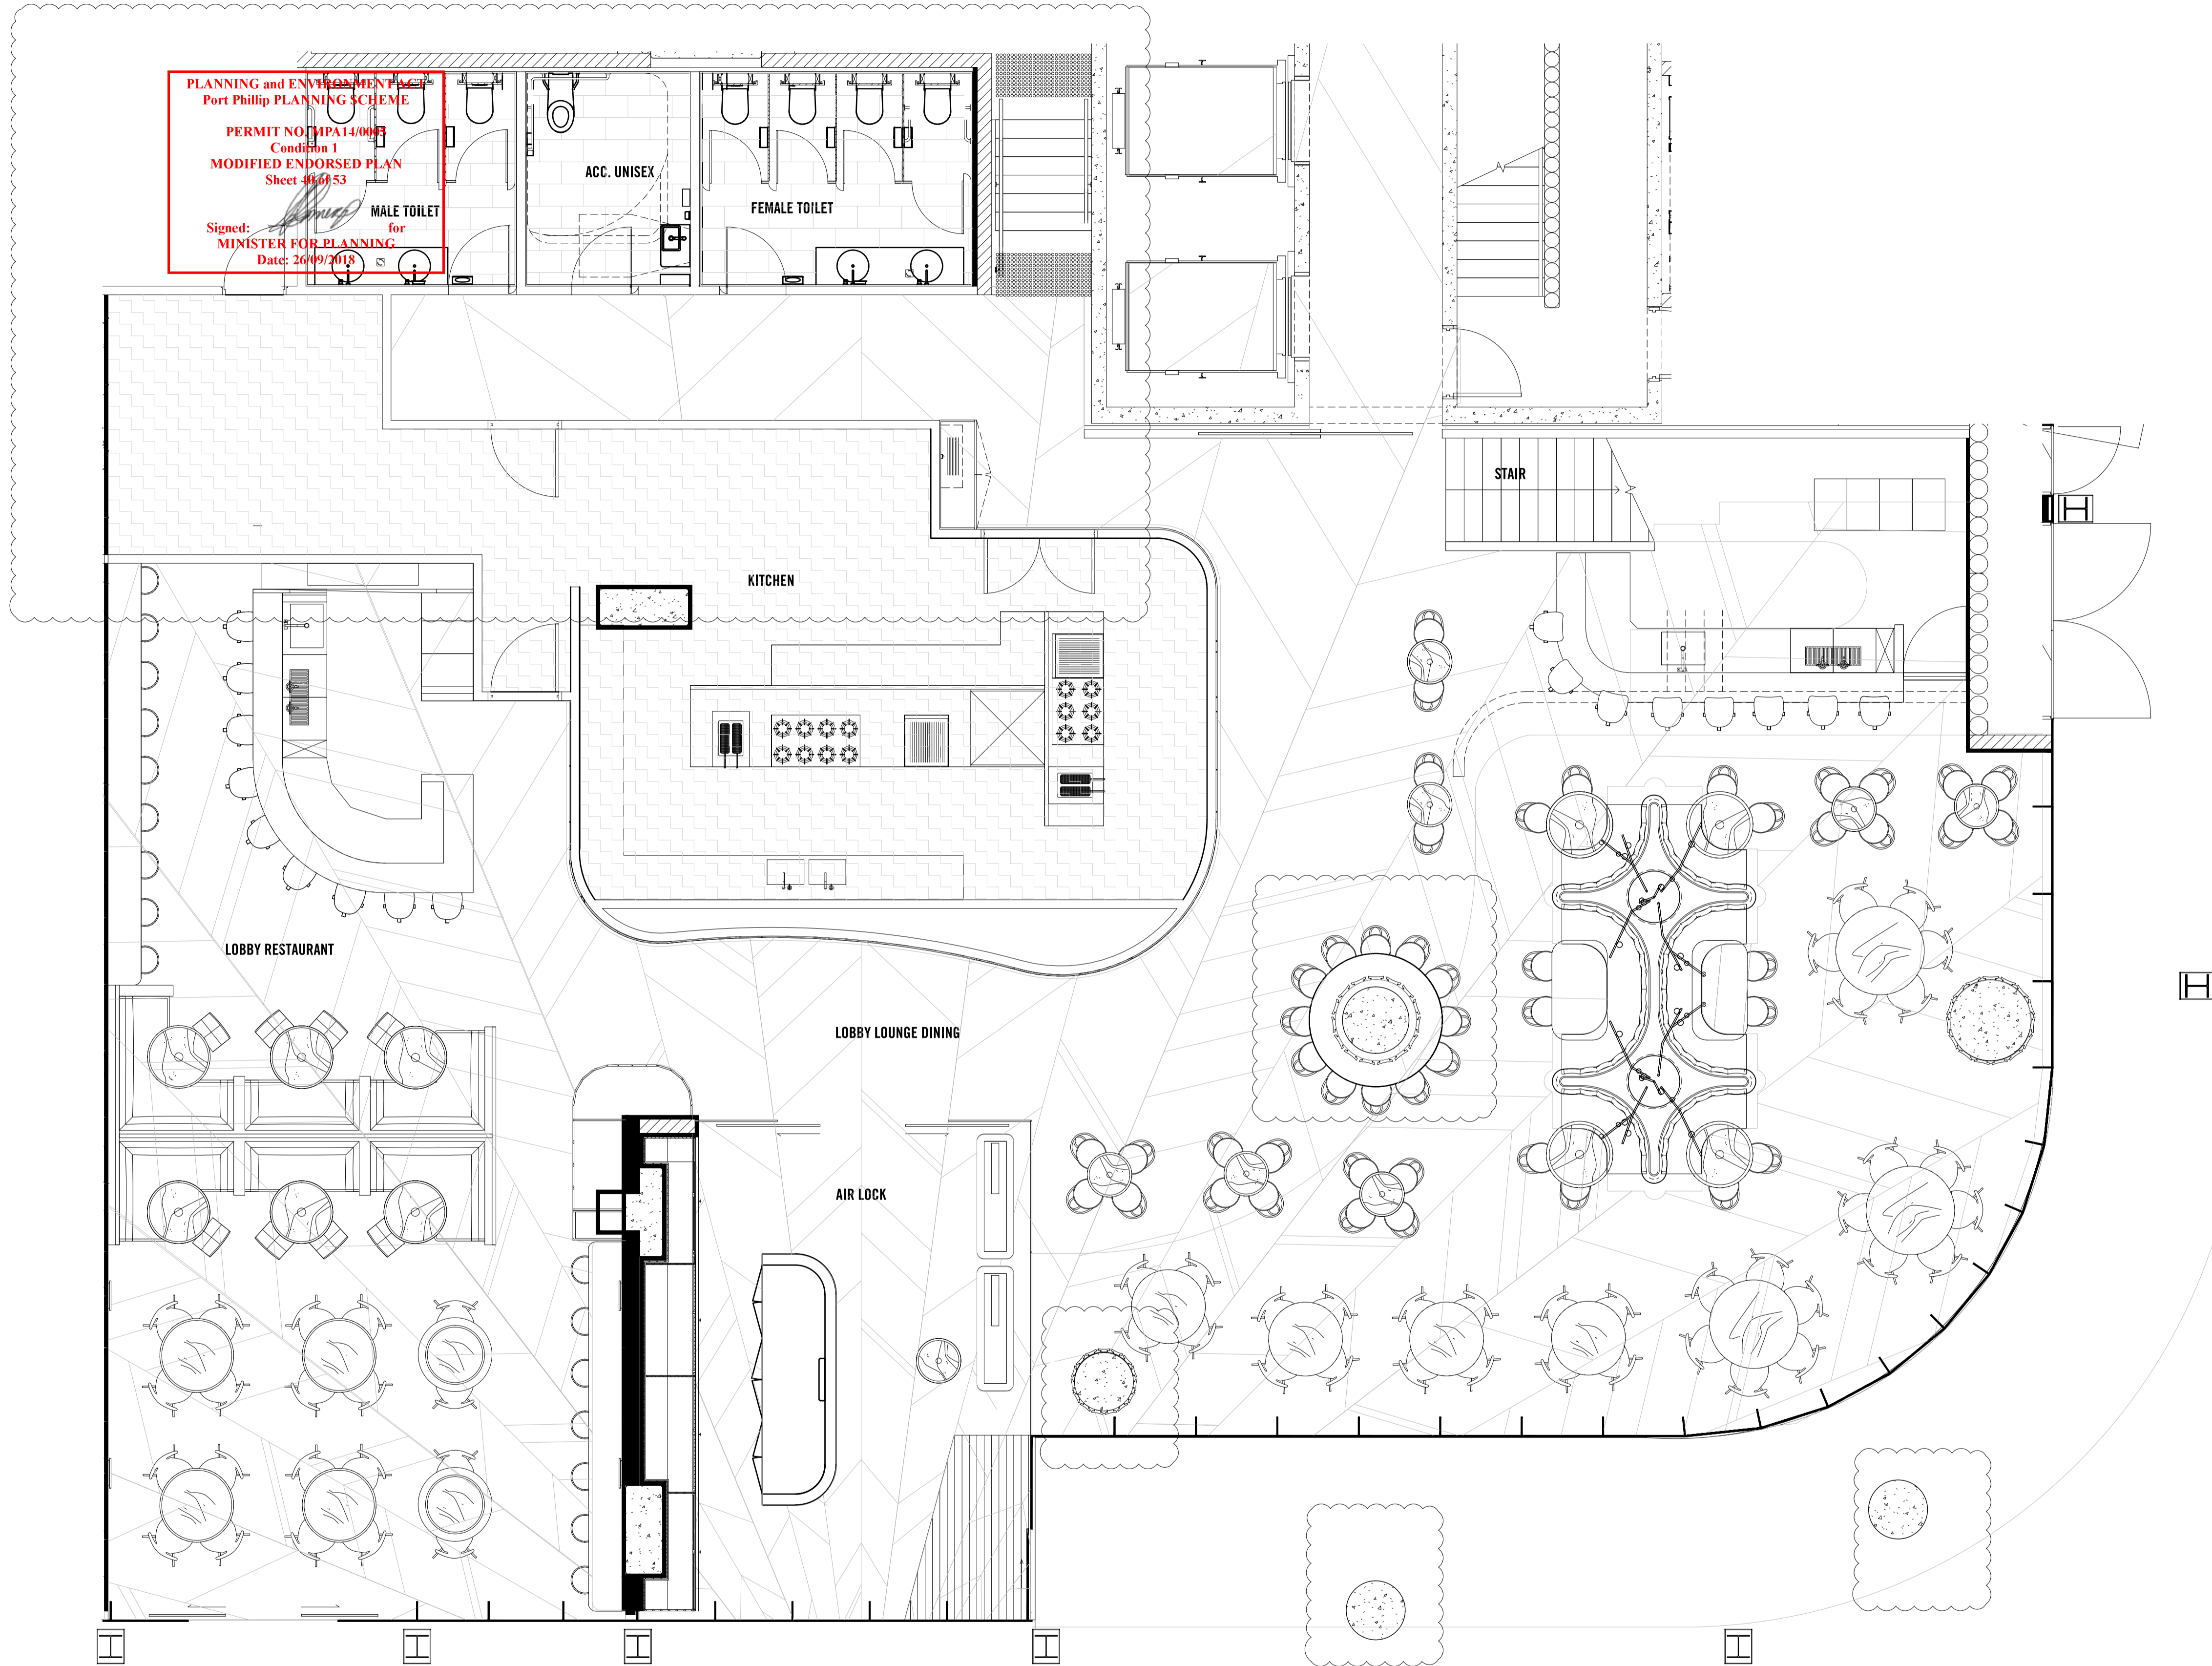 PLANNING and ENVIRONMENT ACT
Port Phillip PLANNING SCHEME
PERMIT NO. MPA14/0005
Condition 1
MODIFIED ENDORSED PLAN
Sheet 40 of 53
Signed: for
MINISTER FOR PLANNING
Date: 26/09/2018
MALE TOILET
ACC. UNISEX
FEMALE TOILET
STAIR
KITCHEN
LOBBY RESTAURANT
LOBBY LOUNGE DINING
AIR LOCK